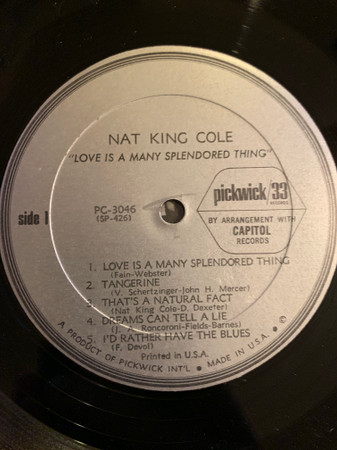 NAT KING COLE
"LOVE IS A MANY SPLENDORED THING"
pickwick/33
RECORDS
side 1
PC-3046
(SP-426)
BY ARRANGEMENT WITH
CAPITOL
RECORDS
1. LOVE IS A MANY SPLENDORED THING
(Fain-Webster)
2. TANGERINE
(V. Schertzinger-John H. Mercer)
3. THAT'S A NATURAL FACT
(Nat King Cole-D. Dexefer)
4. DREAMS CAN TELL A LIE
(J. A. Roncoroni-Fields-Barnes)
5. I'D RATHER HAVE THE BLUES
(F. Devol)
Printed in U.S.A.
A PRODUCT OF PICKWICK INT'L • MADE IN U.S.A. • ©